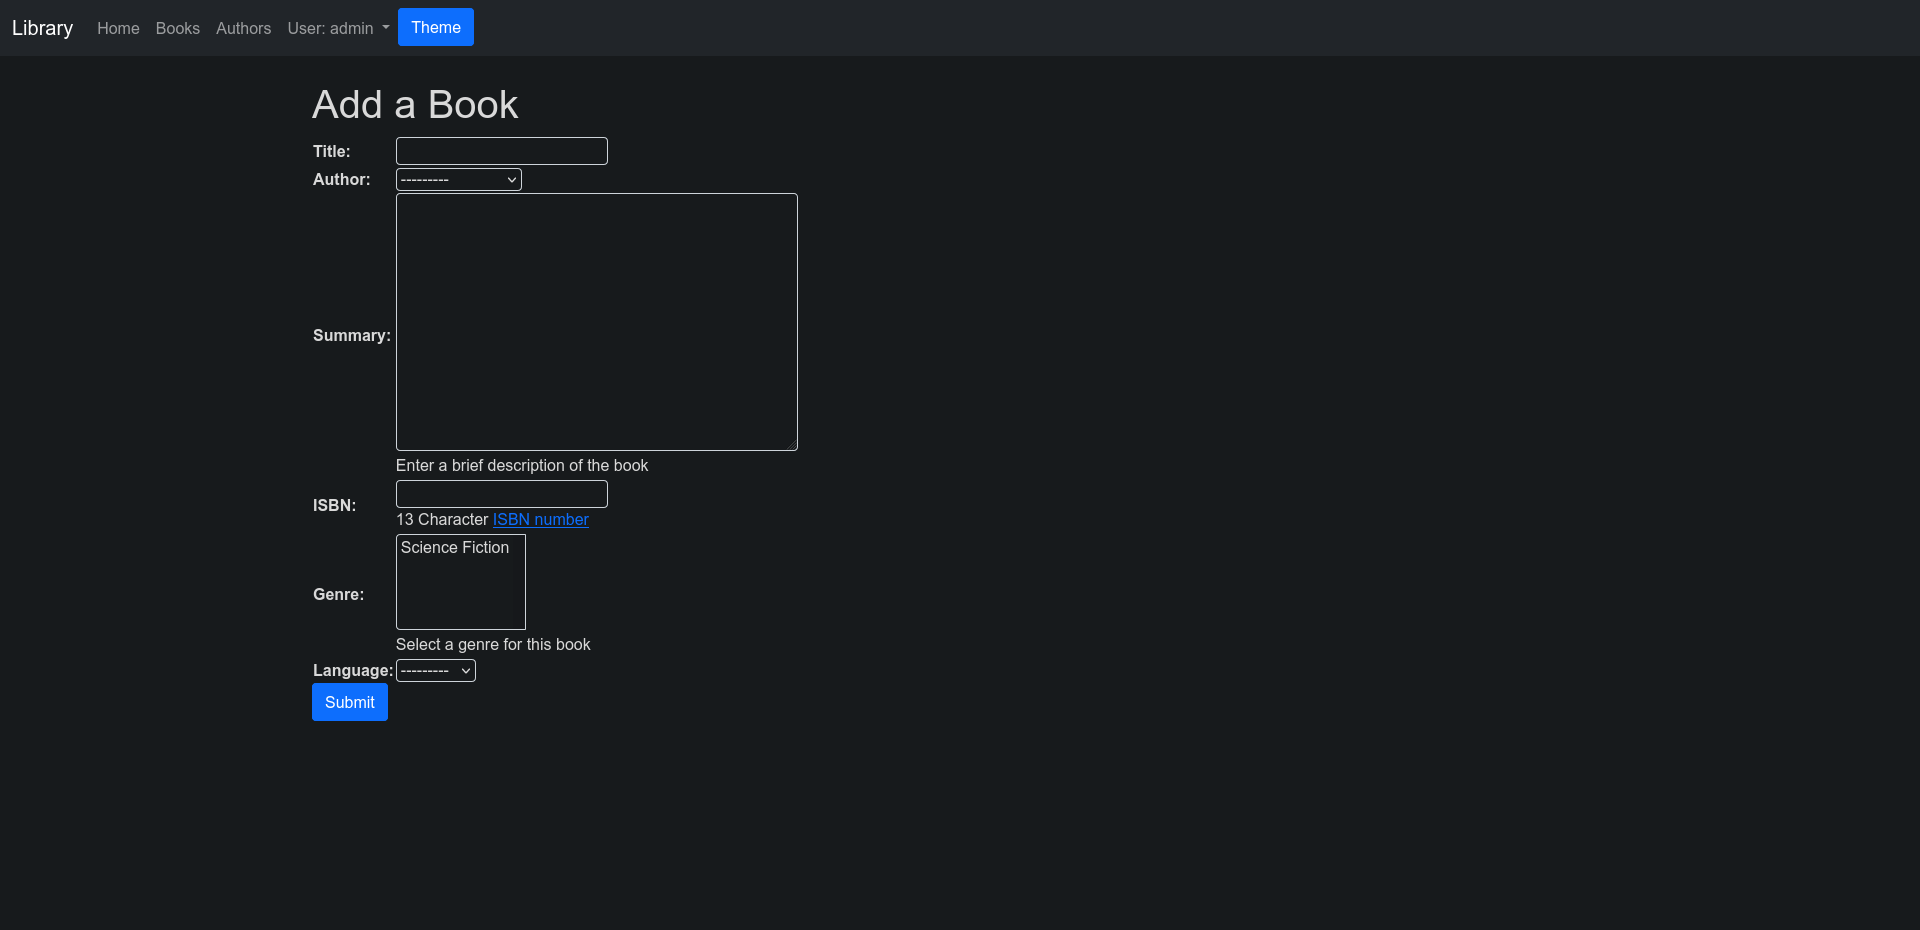 Library Home Books Authors User: admin Theme
Add a Book
Title:
Author: ---------
Summary:
Enter a brief description of the book
ISBN:
13 Character ISBN number
Science Fiction
Genre:
Select a genre for this book
Language: ---------
Submit